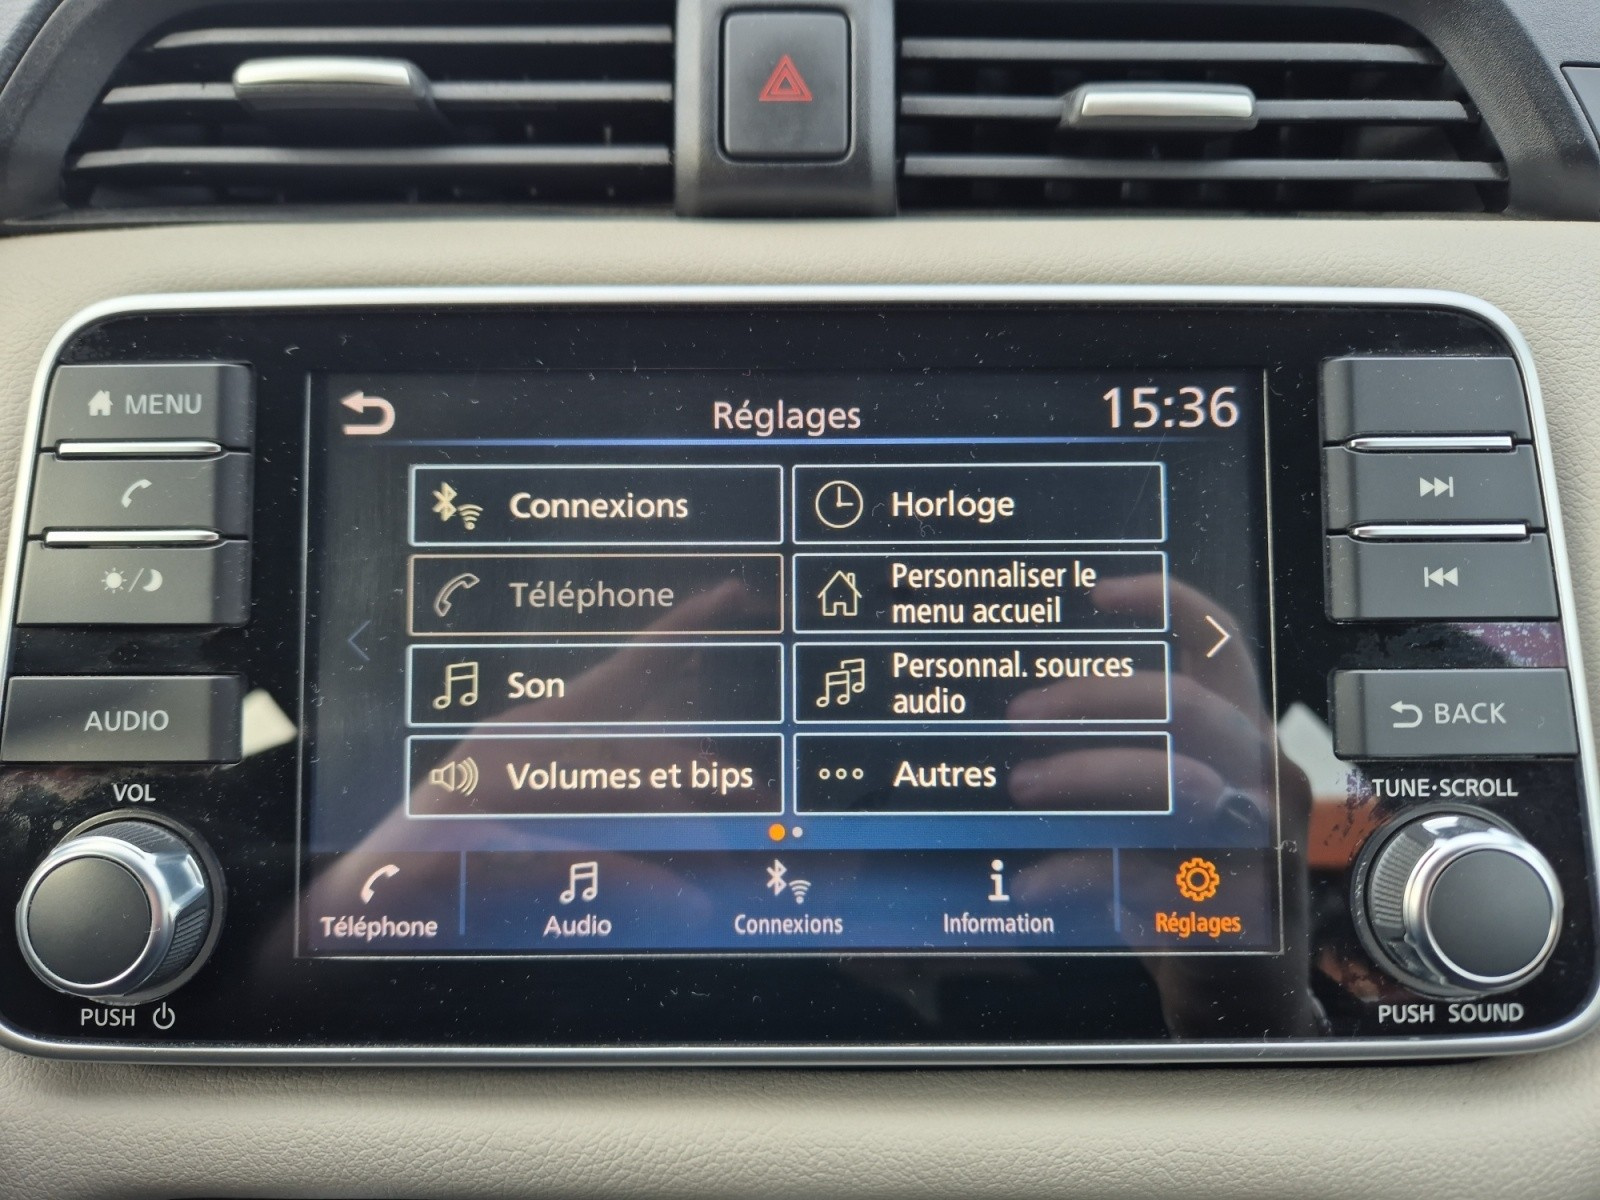 MENU
AUDIO
VOL
PUSH
Réglages
15:36
Connexions
Horloge
Téléphone
Personnaliser le
menu accueil
Son
Personnal. sources
audio
Volumes et bips
Autres
Téléphone
Audio
Connexions
Information
Réglages
BACK
TUNE·SCROLL
PUSH SOUND